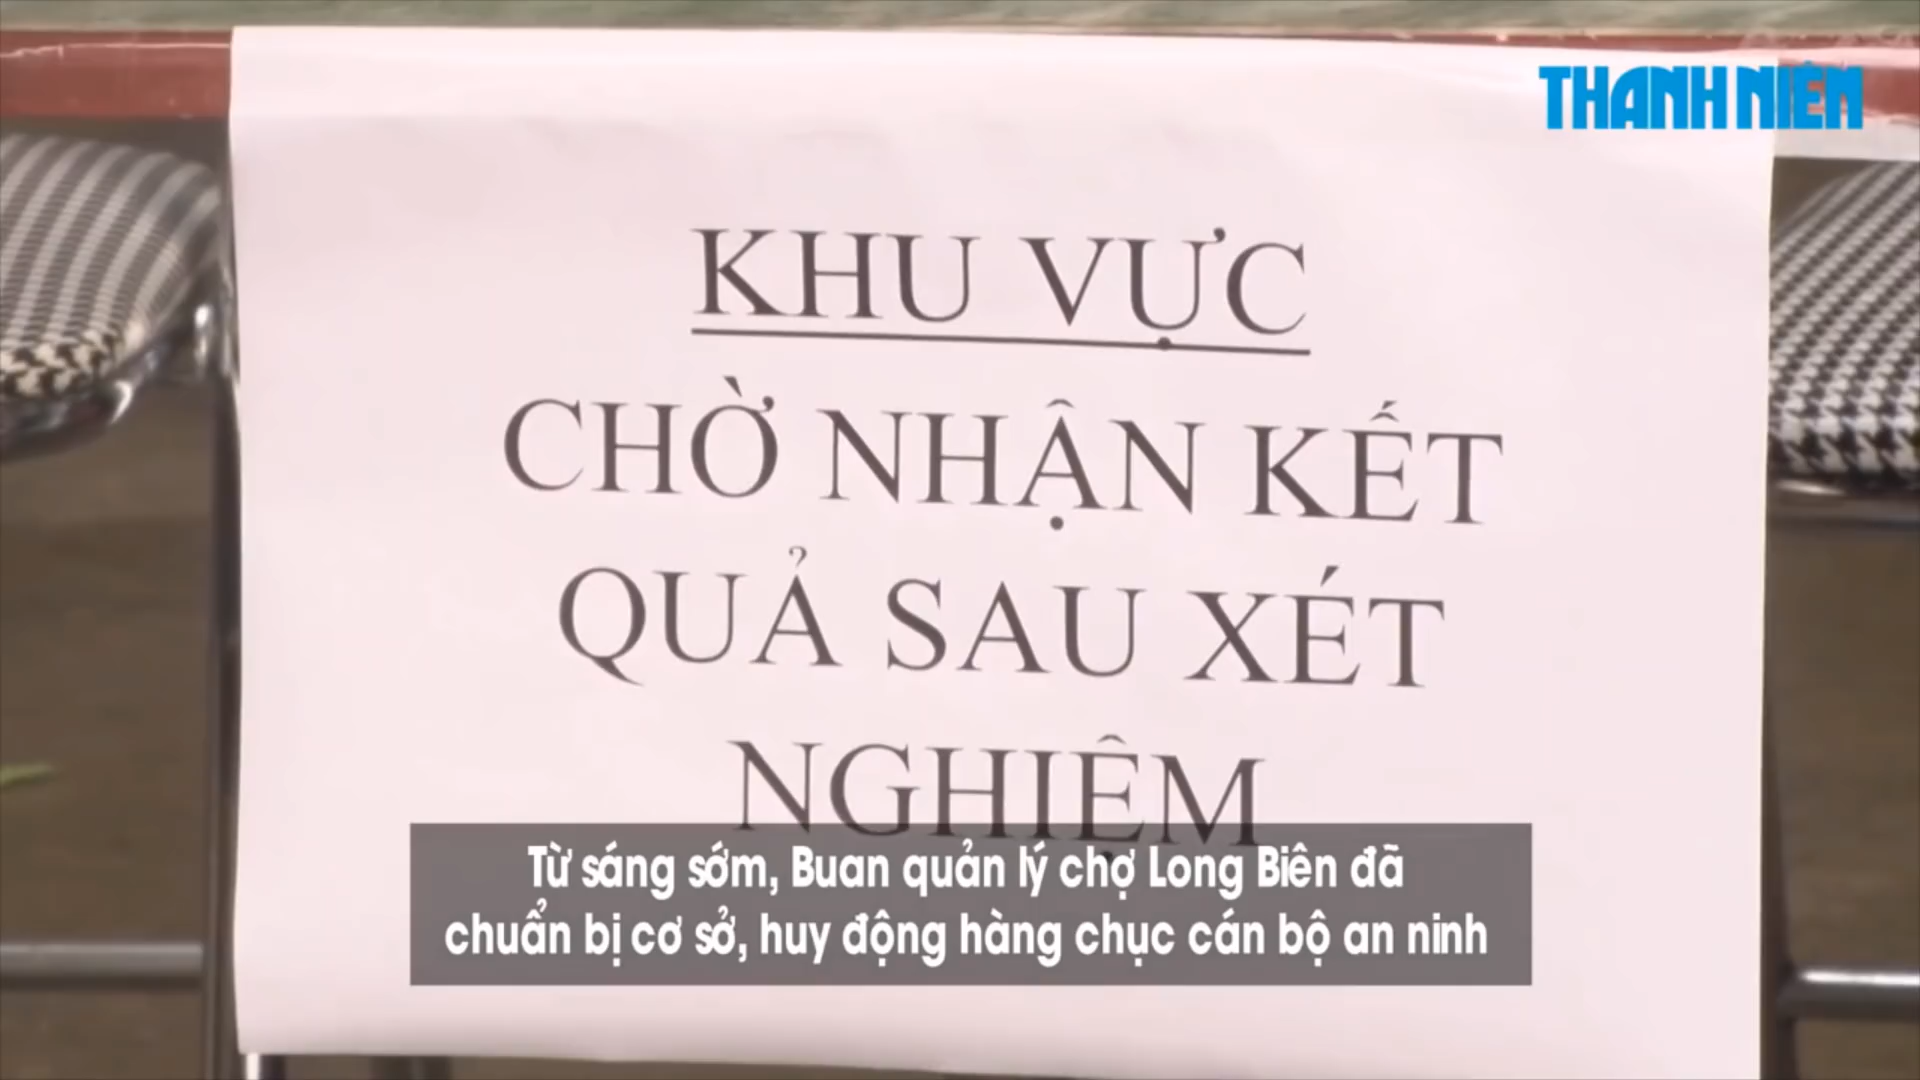 THANH NIÊN
KHU VỰC
CHỜ NHẬN KẾT
QUẢ SAU XÉT
NGHIỆM
Từ sáng sớm, Buan quản lý chợ Long Biên đã
chuẩn bị cơ sở, huy động hàng chục cán bộ an ninh